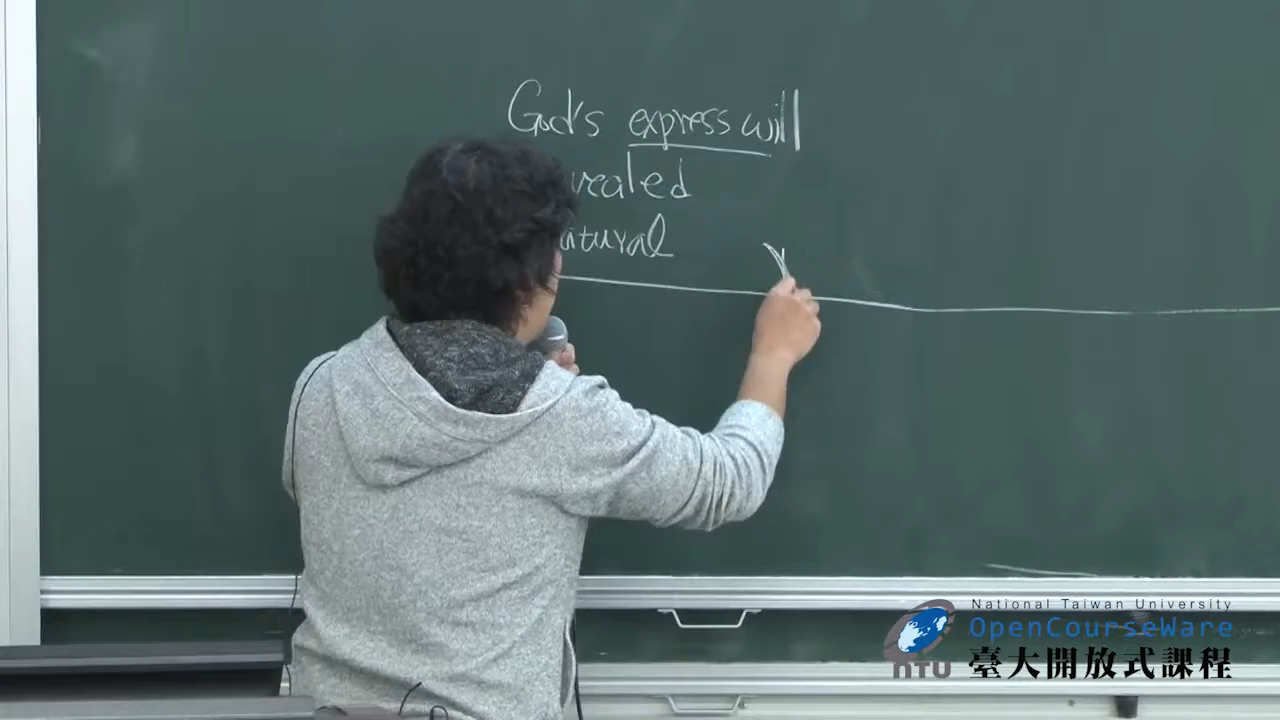 God's express will
vealed
atural
National Taiwan University
OpenCourseWare
NTU 臺大開放式課程